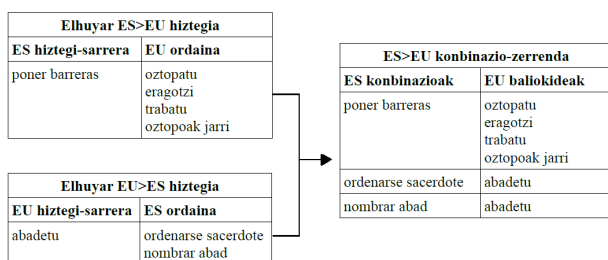 Elhuyar ES>EU hiztegia
ES hiztegi-sarrera EU ordaina
poner barreras oztopatu
eragotzi
trabatu
oztopoak jarri
Elhuyar EU>ES hiztegia
EU hiztegi-sarrera ES ordaina
abadetu ordenarse sacerdote
nombrar abad
ES>EU konbinazio-zerrenda
ES konbinazioak EU baliokideak
poner barreras oztopatu
eragotzi
trabatu
oztopoak jarri
ordenarse sacerdote abadetu
nombrar abad abadetu